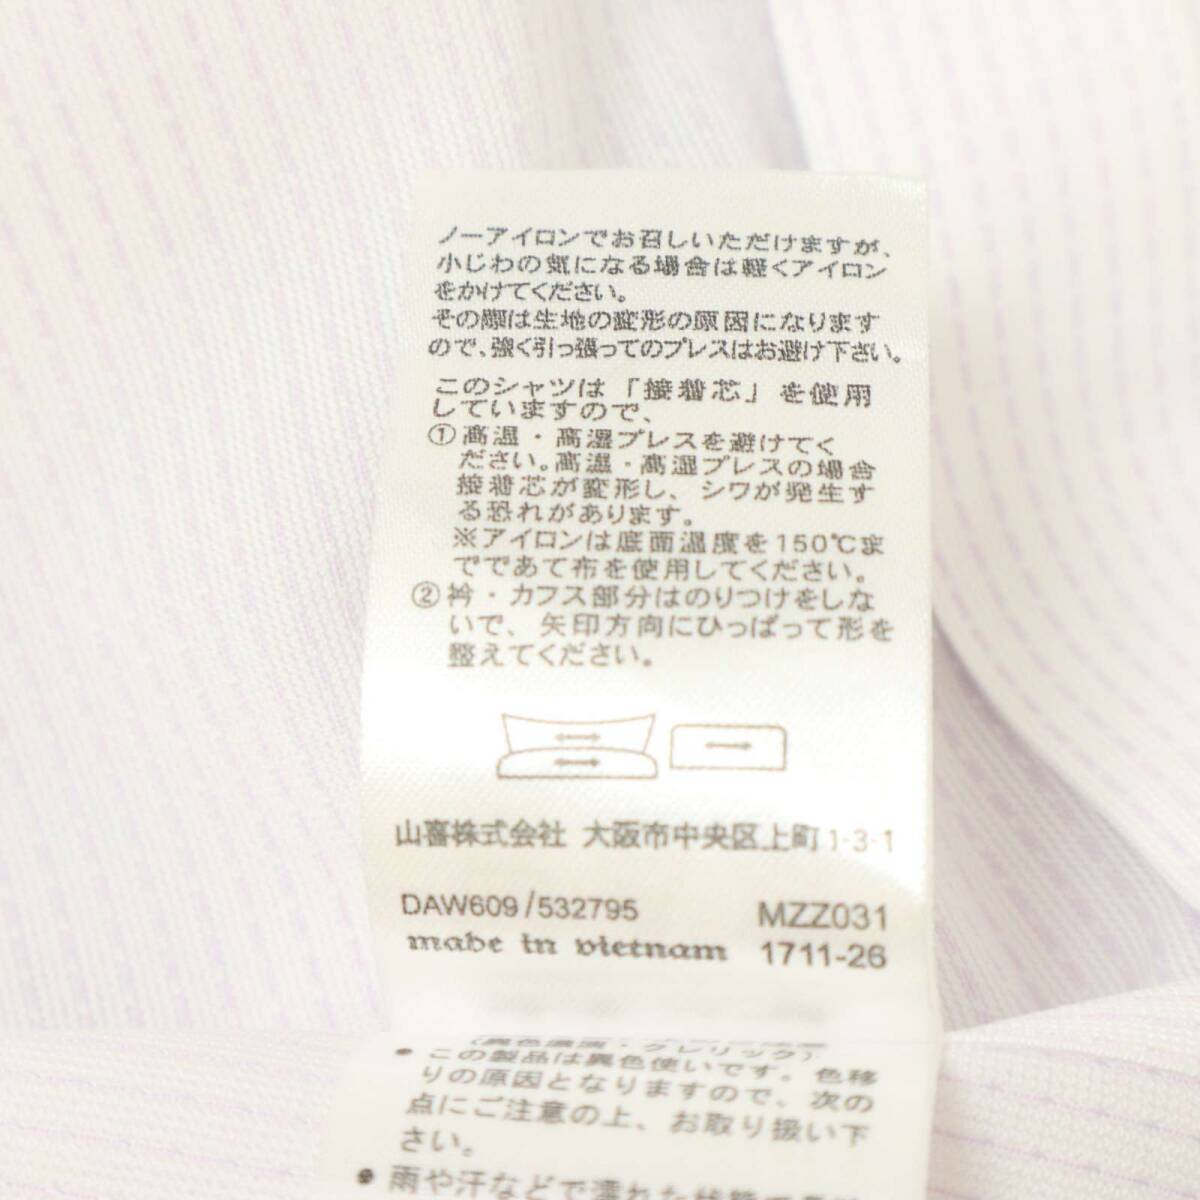 ノーアイロンでお召しいただけますが、
小じわの気になる場合は軽くアイロン
をかけてください。
その際は生地の変形の原因になります
ので、強く引っ張ってのプレスはお避け下さい。
このシャツは「接着芯」を使用
していますので、
①高温・高湿プレスを避けてく
ださい。高温・高湿プレスの場合
接着芯が変形し、シワが発生す
る恐れがあります。
※アイロンは底面温度を150℃ま
でであて布を使用してください。
②衿・カフス部分はのりつけをしな
いで、矢印方向にひっぱって形を
整えてください。
山喜株式会社 大阪市中央区上町1-3-1
DAW609/532795 MZZ031
made in vietnam 1711-26
(異色濃淡・クレリック)
・この製品は異色使いです。色移
りの原因となりますので、次の
点にご注意の上、お取り扱い下
さい。
・雨や汗などで濡れた状態で